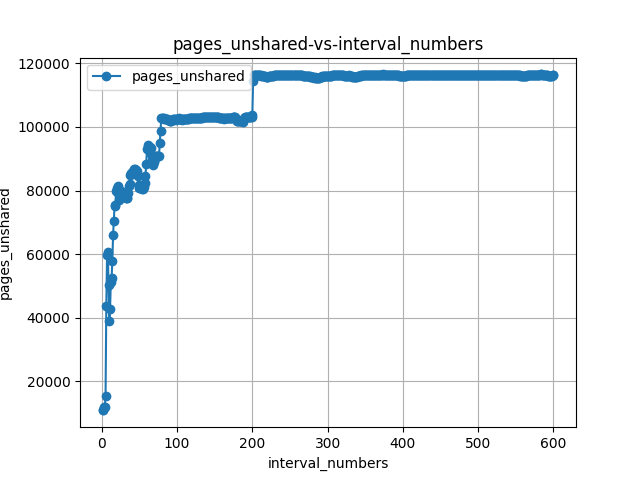 pages_unshared-vs-interval_numbers
pages_unshared
120000
100000
80000
60000
40000
20000
pages_unshared
0 100 200 300 400 500 600
interval_numbers